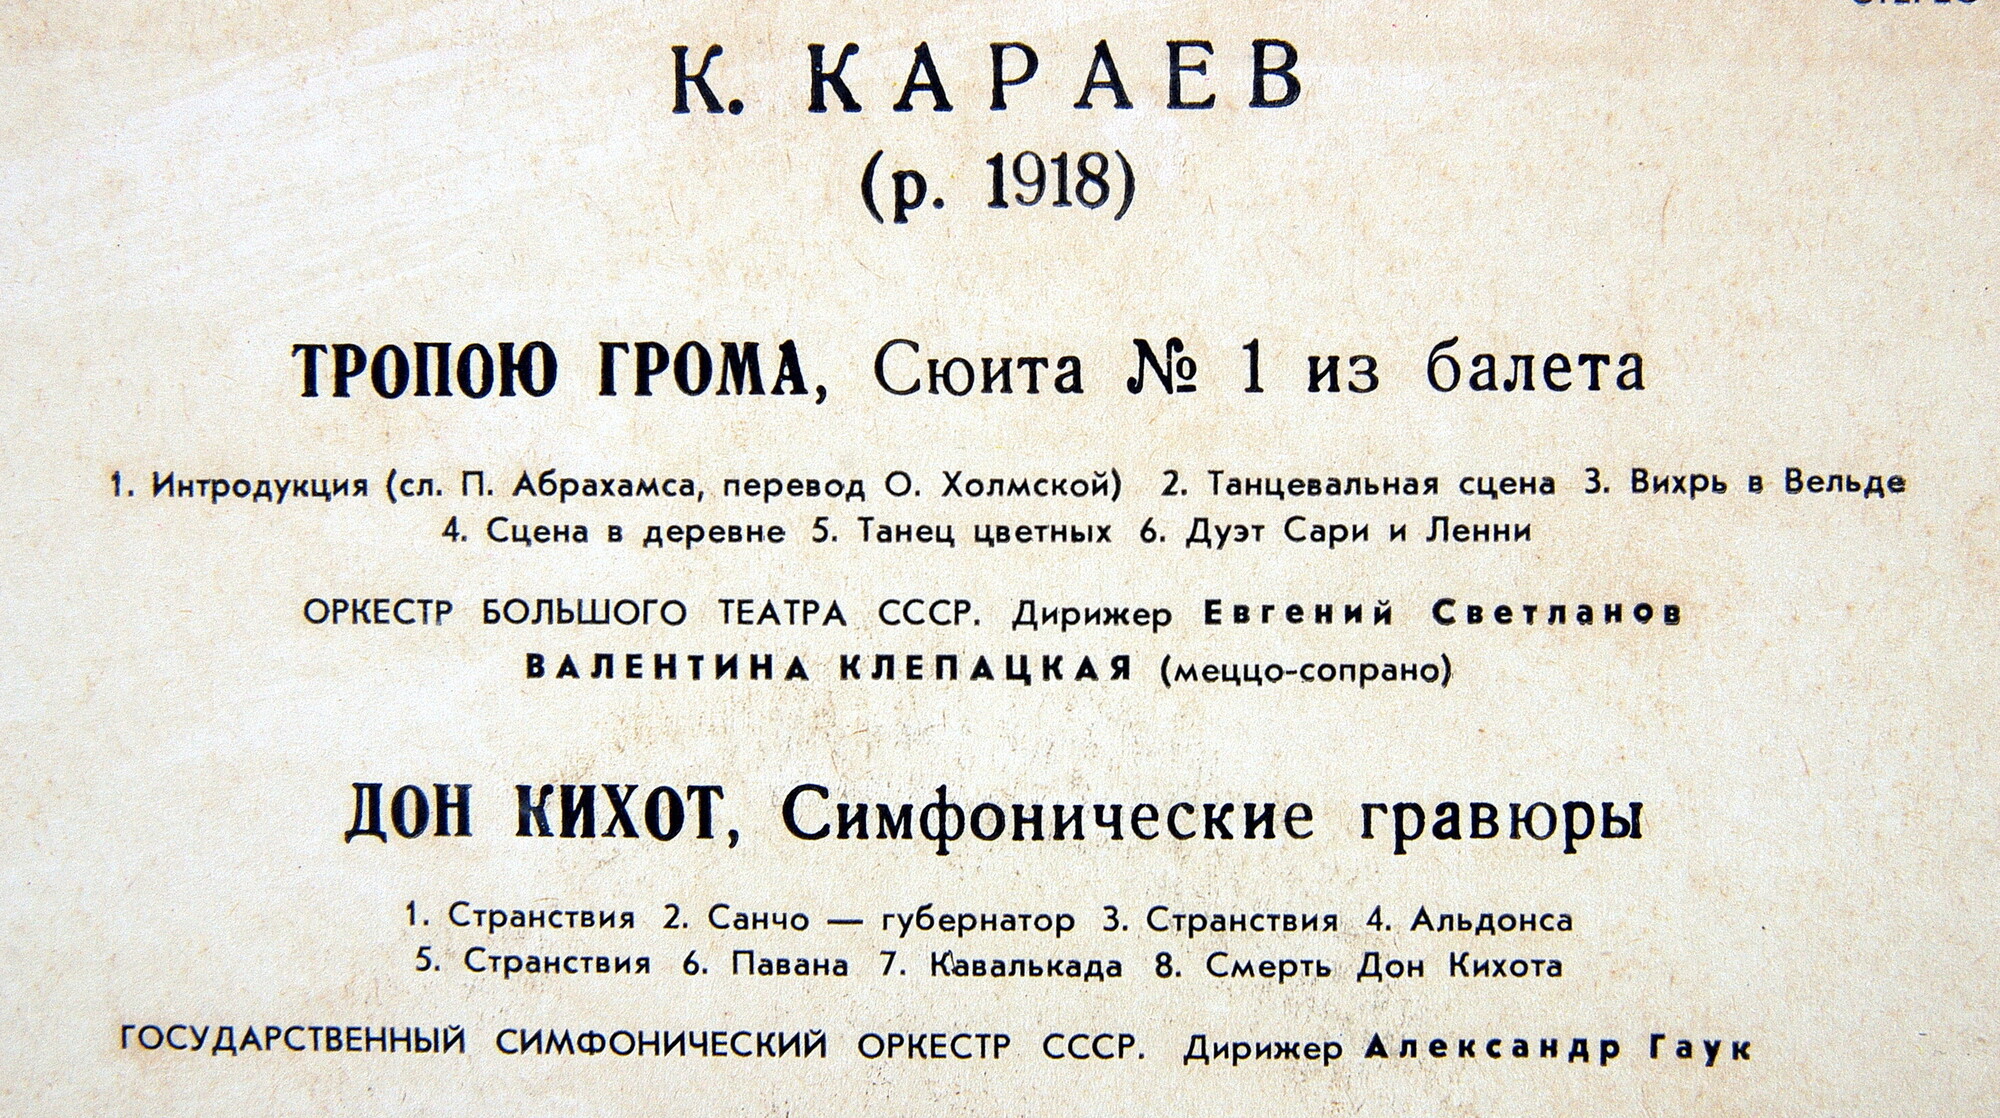 СТЕРЕО
К. КАРАЕВ
(р. 1918)
ТРОПОЮ ГРОМА, Сюита № 1 из балета
1. Интродукция (сл. П. Абрахамса, перевод О. Холмской) 2. Танцевальная сцена 3. Вихрь в Вельде
4. Сцена в деревне 5. Танец цветных 6. Дуэт Сари и Ленни
ОРКЕСТР БОЛЬШОГО ТЕАТРА СССР. Дирижер Евгений Светланов
ВАЛЕНТИНА КЛЕПАЦКАЯ (меццо-сопрано)
ДОН КИХОТ, Симфонические гравюры
1. Странствия 2. Санчо — губернатор 3. Странствия 4. Альдонса
5. Странствия 6. Павана 7. Кавалькада 8. Смерть Дон Кихота
ГОСУДАРСТВЕННЫЙ СИМФОНИЧЕСКИЙ ОРКЕСТР СССР. Дирижер Александр Гаук